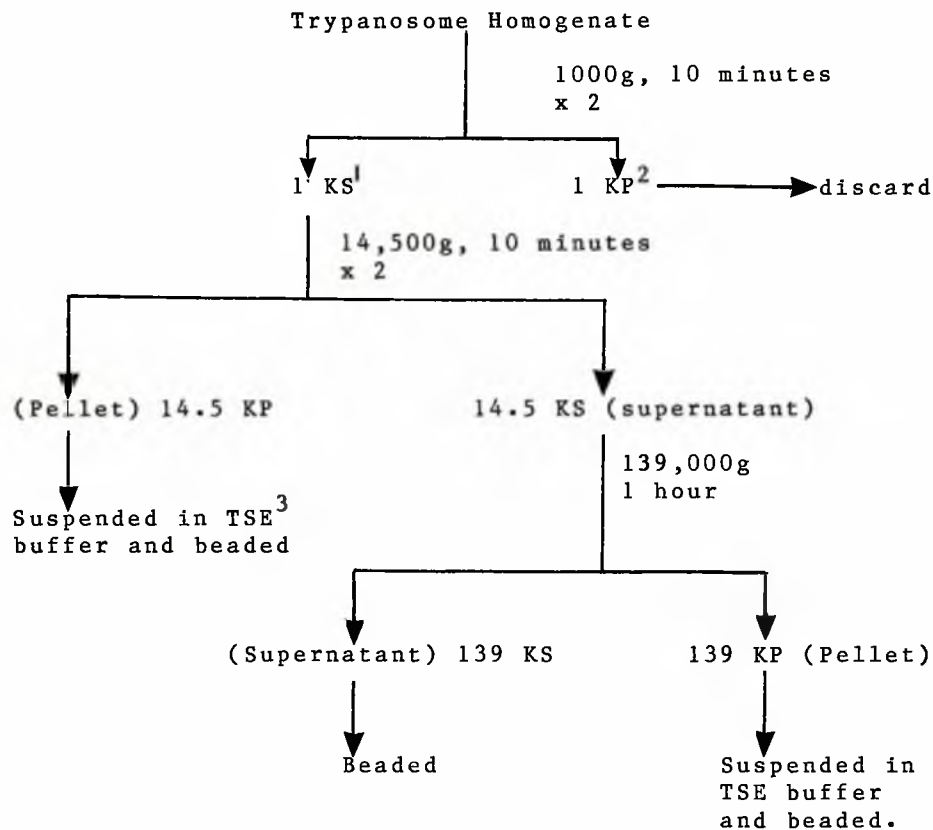 Trypanosome Homogenate
1000g, 10 minutes
x 2
1 KS¹
1 KP²
discard
14,500g, 10 minutes
x 2
(Pellet) 14.5 KP
14.5 KS (supernatant)
139,000g
1 hour
Suspended in TSE³
buffer and beaded
(Supernatant) 139 KS
139 KP (Pellet)
Beaded
Suspended in
TSE buffer
and beaded.